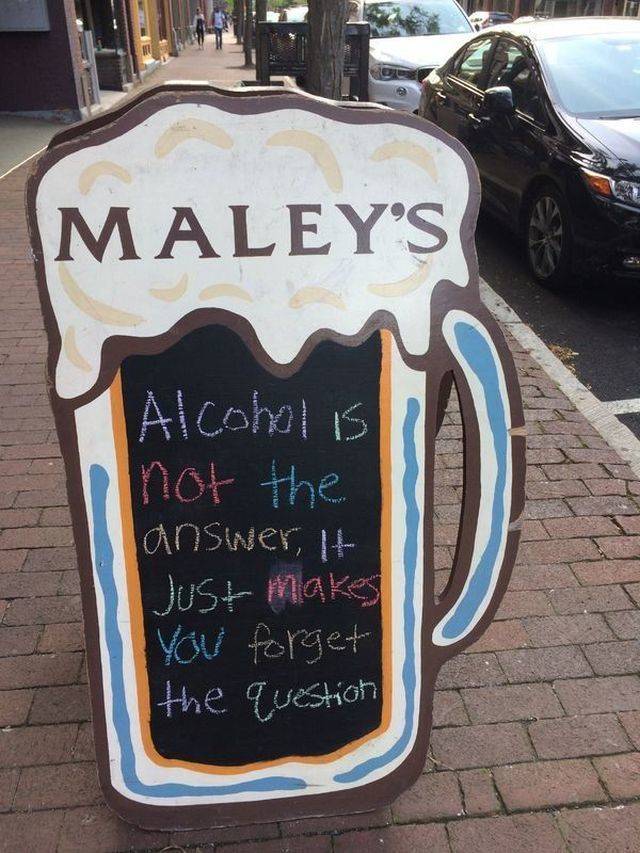 MALEY'S
Alcohol is
not the
answer, It
Just makes
You forget
the question